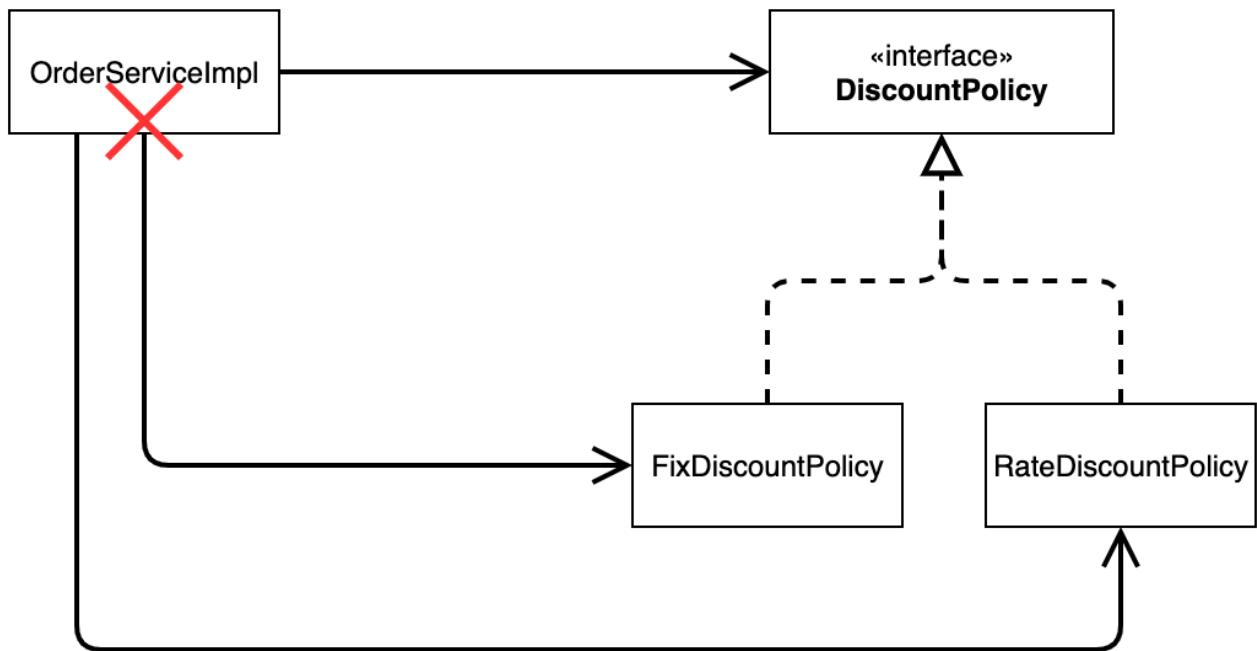 OrderServiceImpl
«interface»
DiscountPolicy
FixDiscountPolicy
RateDiscountPolicy